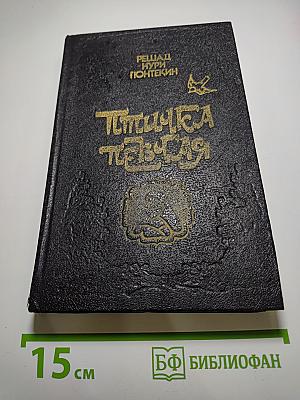 РЕШАД
НУРИ
ГЮНТЕКИН
ПТИЧКА
ПЕВЧАЯ
15 см
БФ БИБЛИОФАН